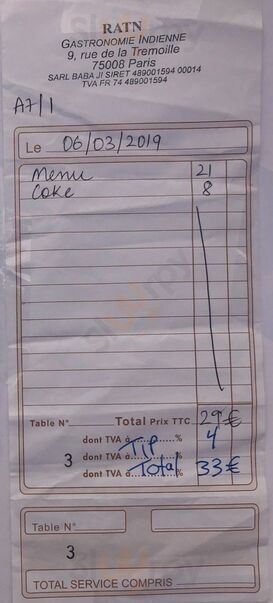 RATN
GASTRONOMIE INDIENNE
9, rue de la Tremoille
75008 Paris
SARL BABA JI SIRET 489001594 00014
TVA FR 74 489001594
A7/1
Le 06/03/2019
Menu 21
Coke 8
Table N° Total Prix TTC 29€
dont TVA à......% Tip 4
3 dont TVA à......%
dont TVA à......% Total 33€
Table N°
3
TOTAL SERVICE COMPRIS